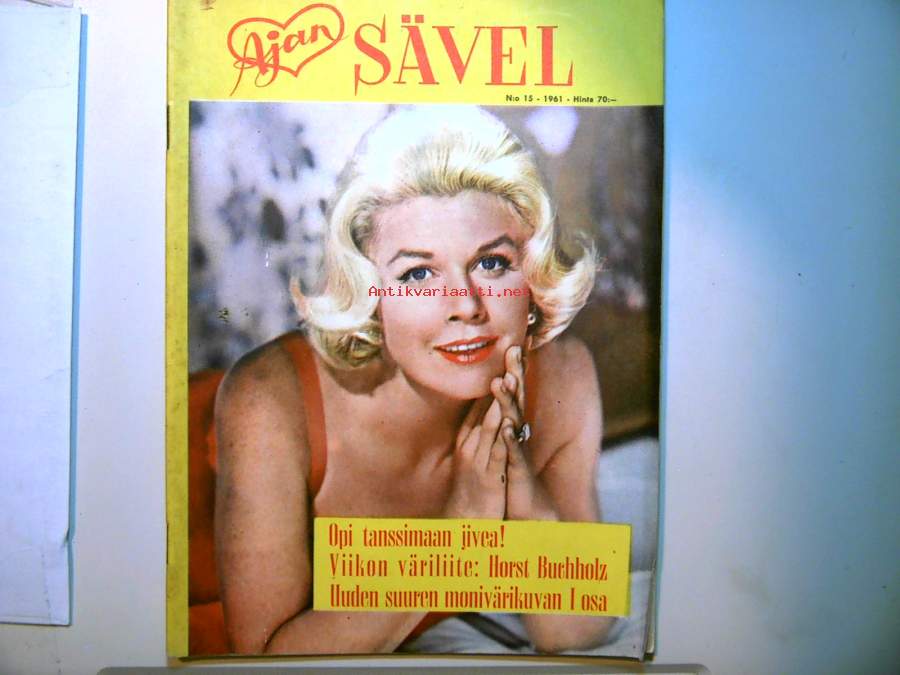 Ajan SÄVEL
N:o 15 - 1961 - Hinta 70:—
Antikvariaatti.net
Opi tanssimaan jivea!
Viikon väriliite: Horst Buchholz
Uuden suuren monivärikuvan I osa